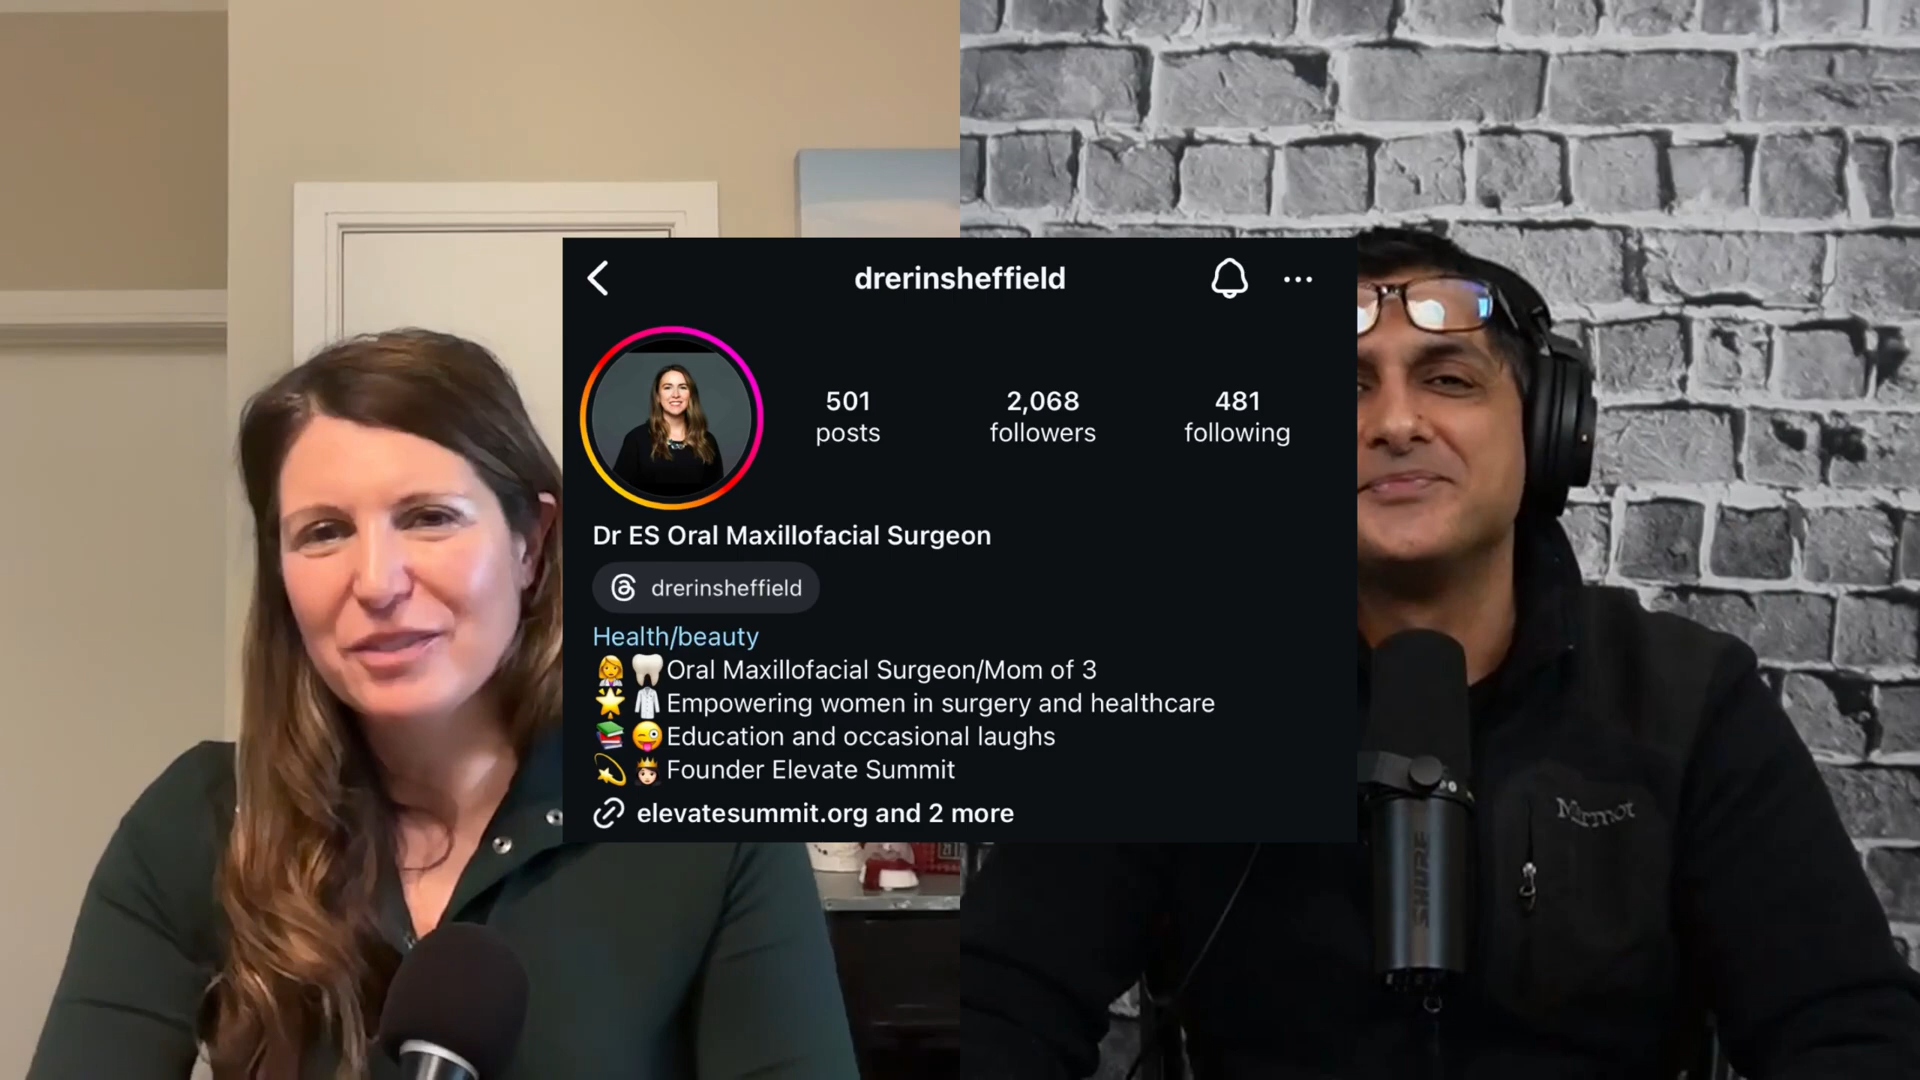 drerinsheffield
501
posts
2,068
followers
481
following
Dr ES Oral Maxillofacial Surgeon
drerinsheffield
Health/beauty
Oral Maxillofacial Surgeon/Mom of 3
Empowering women in surgery and healthcare
Education and occasional laughs
Founder Elevate Summit
elevatesummit.org and 2 more
Marmot
SHURE